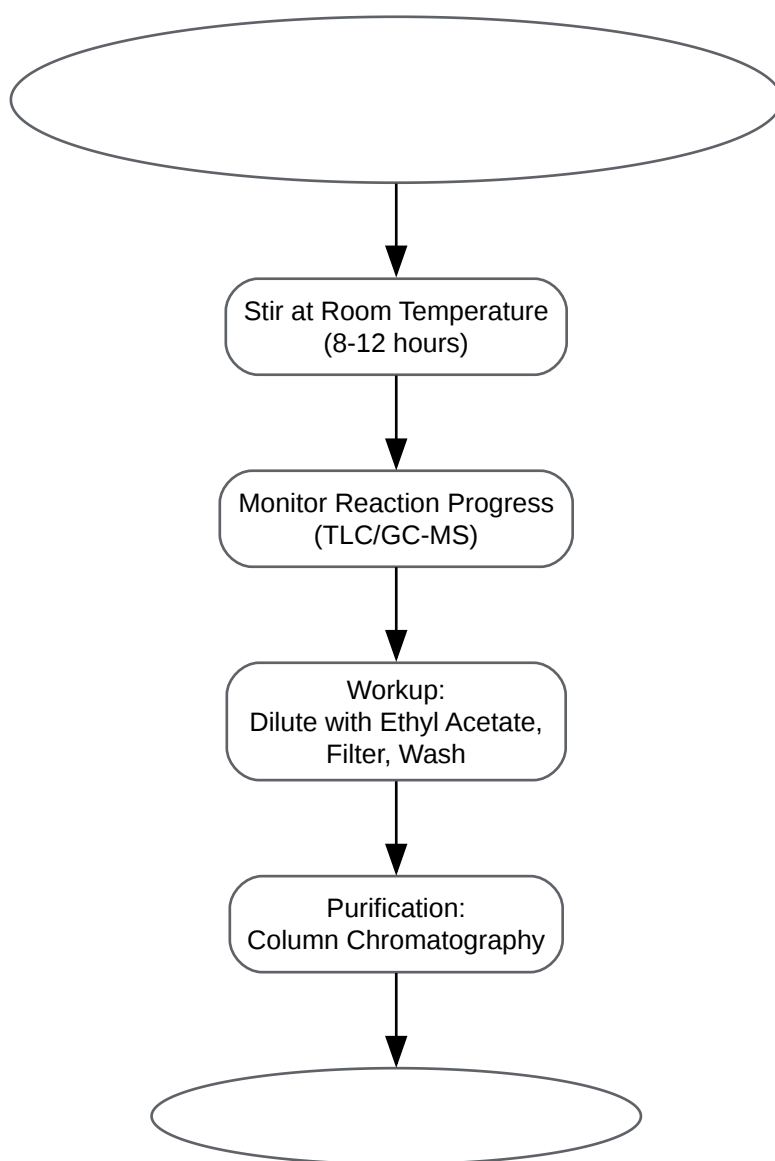 Stir at Room Temperature
(8-12 hours)
Monitor Reaction Progress
(TLC/GC-MS)
Workup:
Dilute with Ethyl Acetate,
Filter, Wash
Purification:
Column Chromatography